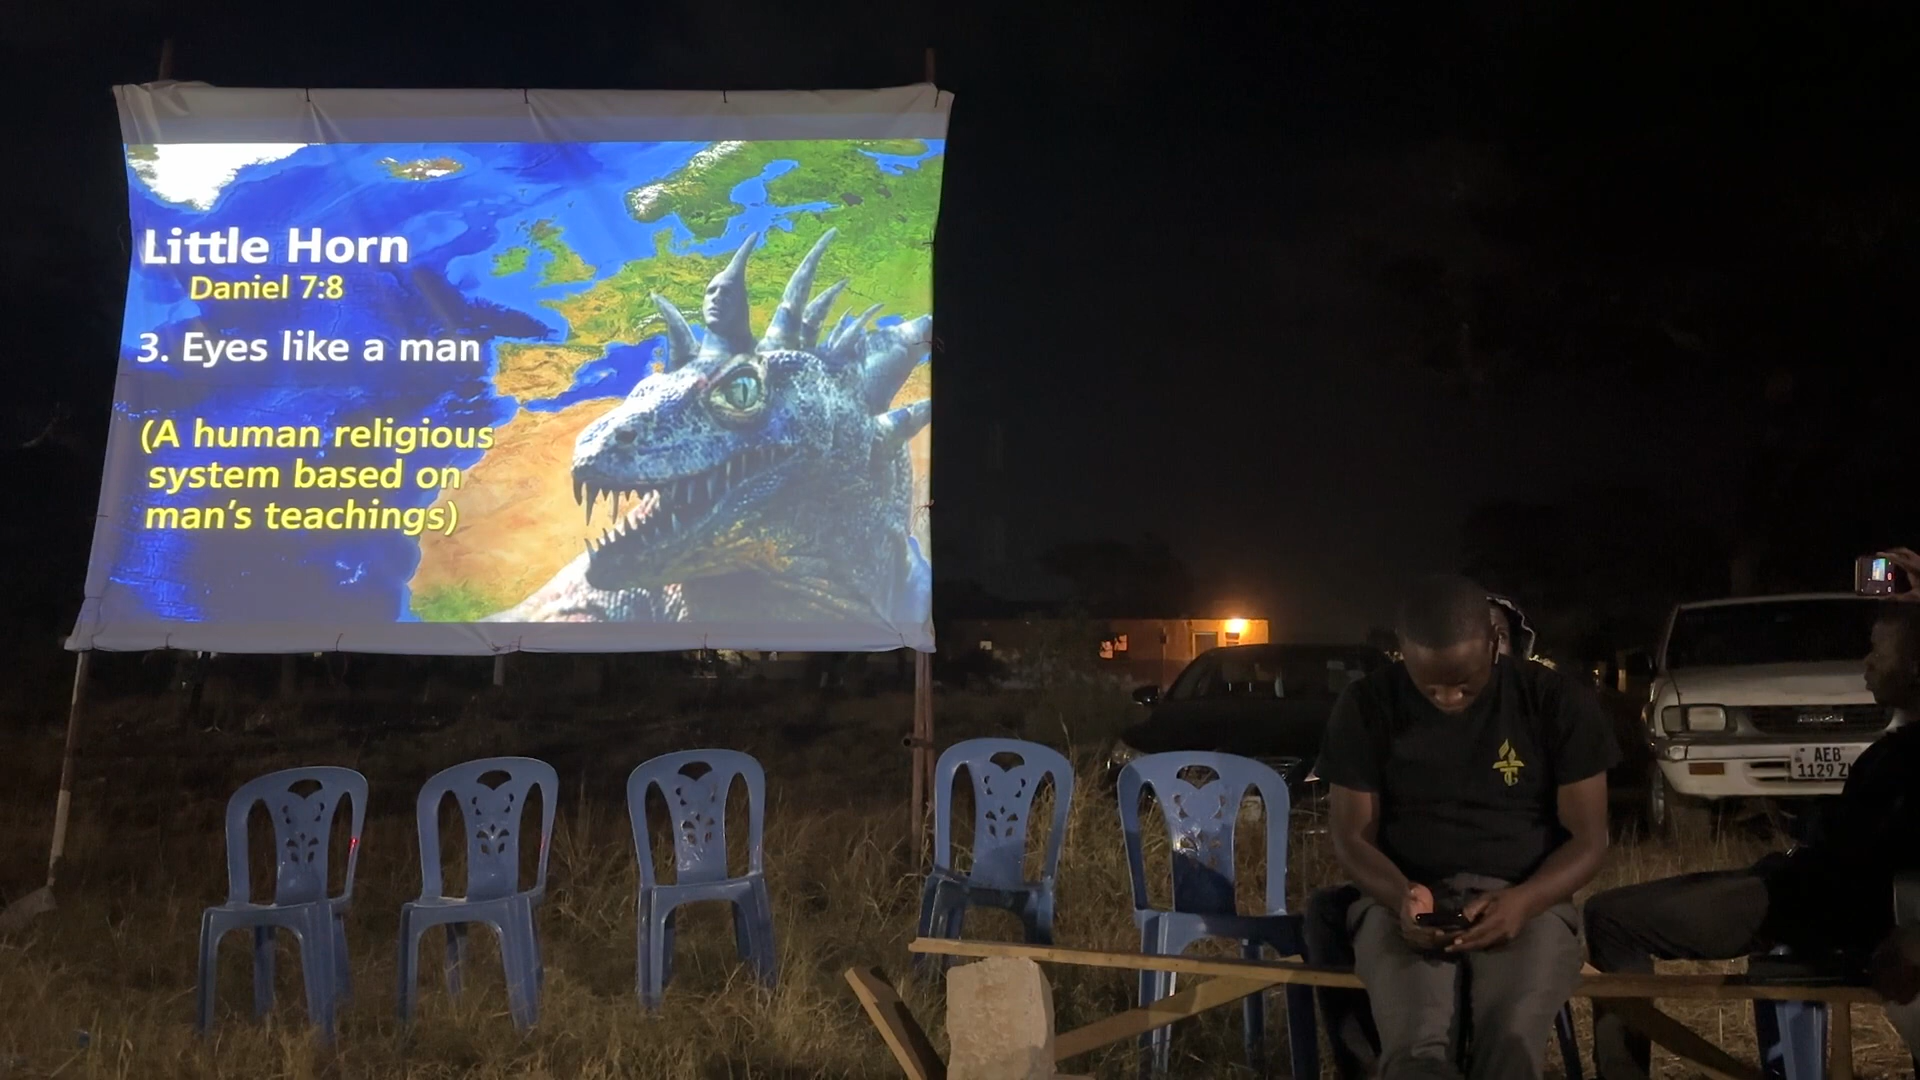 Little Horn
Daniel 7:8
3. Eyes like a man
(A human religious
system based on
man's teachings)
AEB
1129